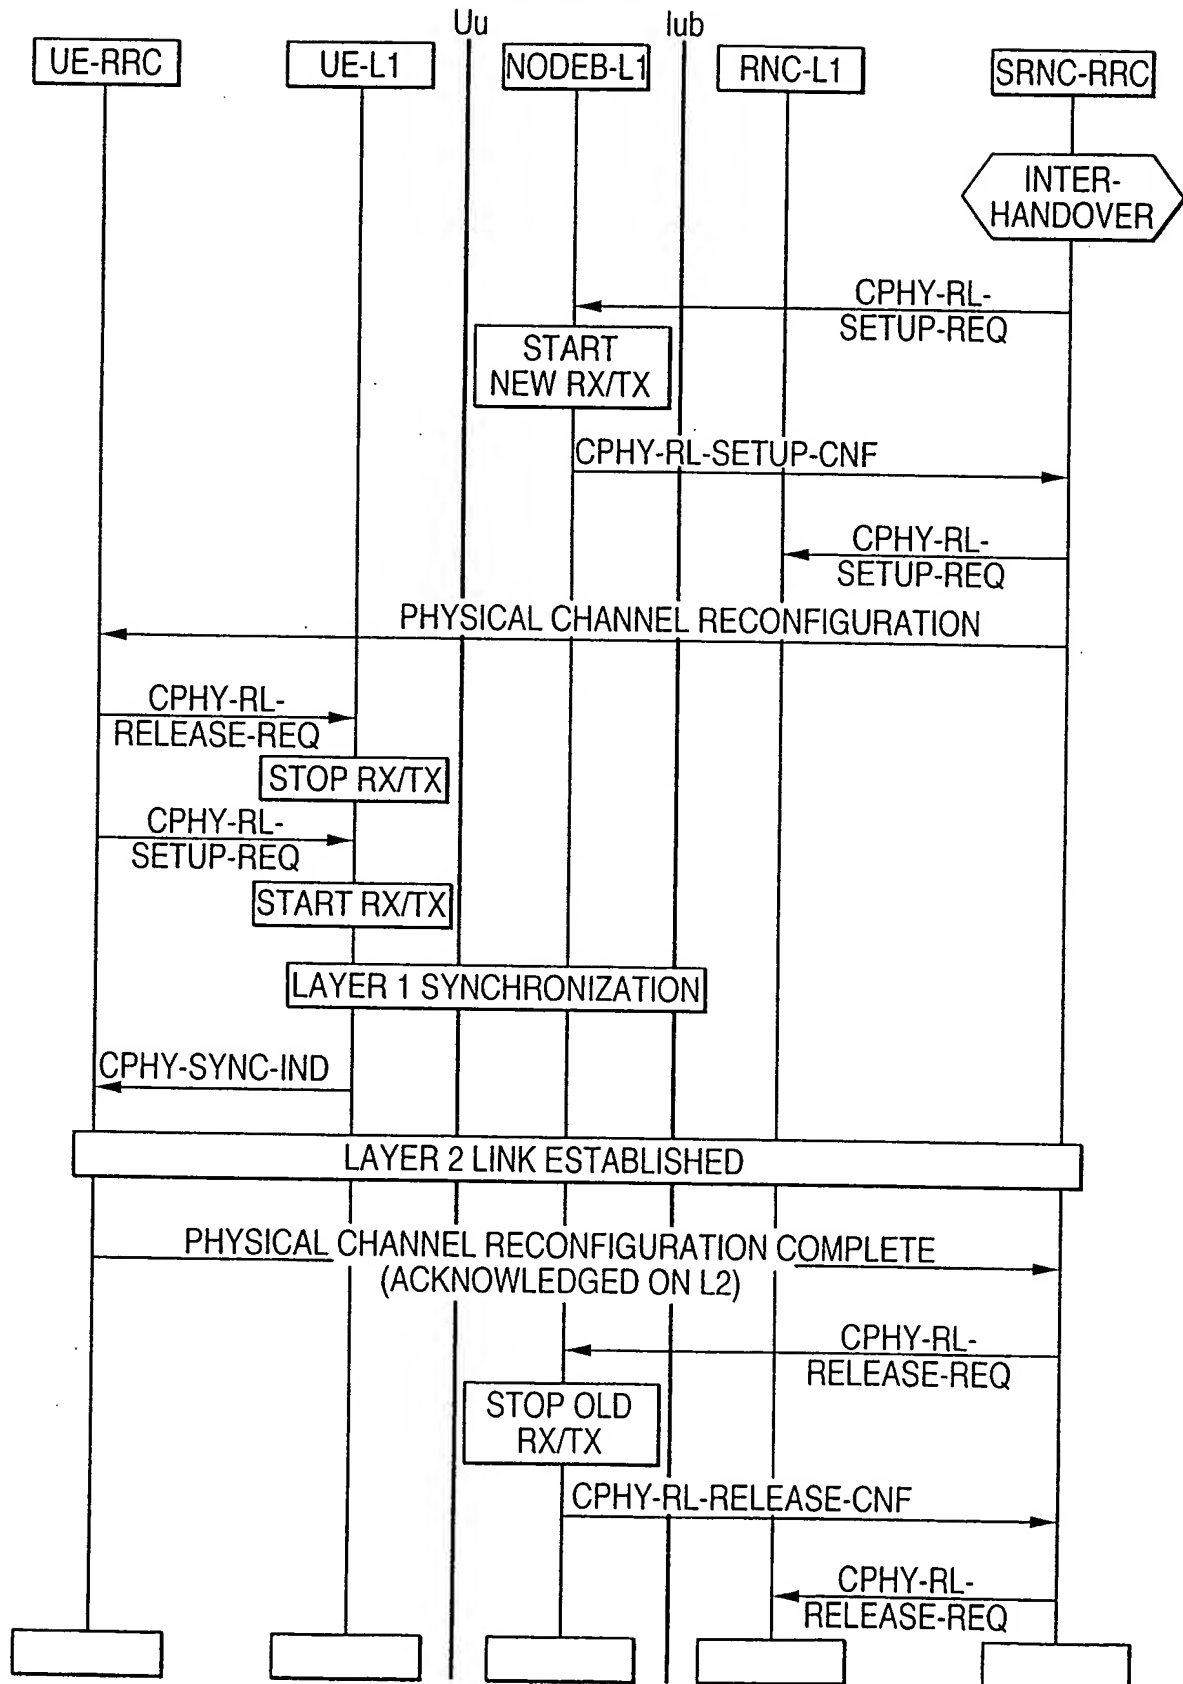 Uu
Iub
UE-RRC
UE-L1
NODEB-L1
RNC-L1
SRNC-RRC
INTER-
HANDOVER
CPHY-RL-
SETUP-REQ
START
NEW RX/TX
CPHY-RL-SETUP-CNF
CPHY-RL-
SETUP-REQ
PHYSICAL CHANNEL RECONFIGURATION
CPHY-RL-
RELEASE-REQ
STOP RX/TX
CPHY-RL-
SETUP-REQ
START RX/TX
LAYER 1 SYNCHRONIZATION
CPHY-SYNC-IND
LAYER 2 LINK ESTABLISHED
PHYSICAL CHANNEL RECONFIGURATION COMPLETE
(ACKNOWLEDGED ON L2)
CPHY-RL-
RELEASE-REQ
STOP OLD
RX/TX
CPHY-RL-RELEASE-CNF
CPHY-RL-
RELEASE-REQ